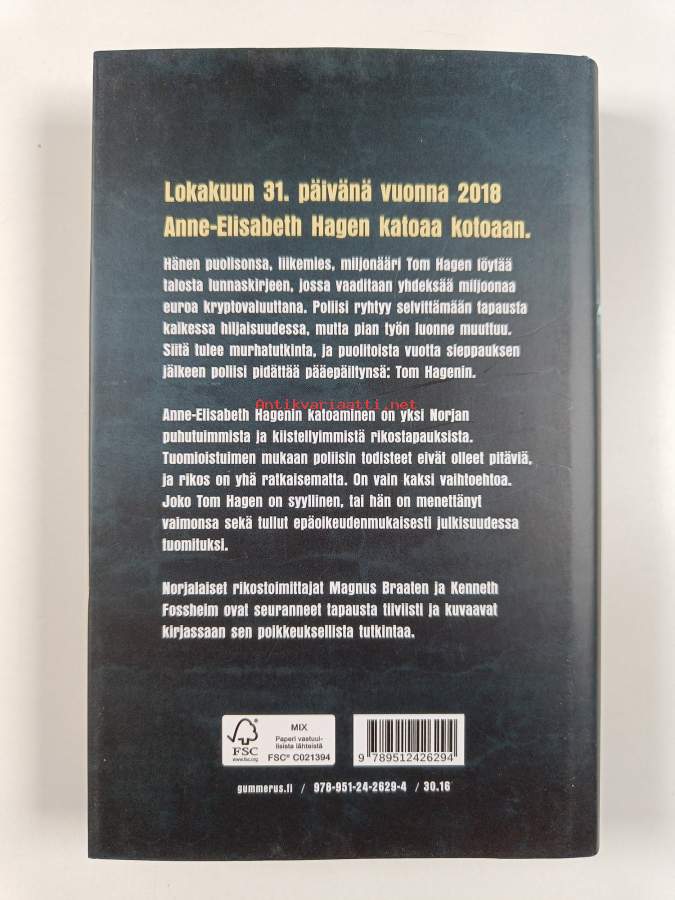 Lokakuun 31. päivänä vuonna 2018
Anne-Elisabeth Hagen katoaa kotoaan.
Hänen puolisonsa, liikemies, miljonääri Tom Hagen löytää
talosta lunnaskirjeen, jossa vaaditaan yhdeksää miljoonaa
euroa kryptovaluuttana. Poliisi ryhtyy selvittämään tapausta
kaikessa hiljaisuudessa, mutta pian työn luonne muuttuu.
Siitä tulee murhatutkinta, ja puolitoista vuotta sieppauksen
jälkeen poliisi pidättää pääepäiltynsä: Tom Hagenin.
Antikvariaatti.net
Anne-Elisabeth Hagenin katoaminen on yksi Norjan
puhutuimmista ja kiistellyimmistä rikostapauksista.
Tuomioistuimen mukaan poliisin todisteet eivät olleet pitäviä,
ja rikos on yhä ratkaisematta. On vain kaksi vaihtoehtoa.
Joko Tom Hagen on syyllinen, tai hän on menettänyt
vaimonsa sekä tullut epäoikeudenmukaisesti julkisuudessa
tuomituksi.
Norjalaiset rikostoimittajat Magnus Braaten ja Kenneth
Fossheim ovat seuranneet tapausta tiiviisti ja kuvaavat
kirjassaan sen poikkeuksellista tutkintaa.
FSC
www.fsc.org
MIX
Paperi vastuul-
lisista lähteistä
FSC® C021394
9 789512 426294
gummerus.fi / 978-951-24-2629-4 / 30.16